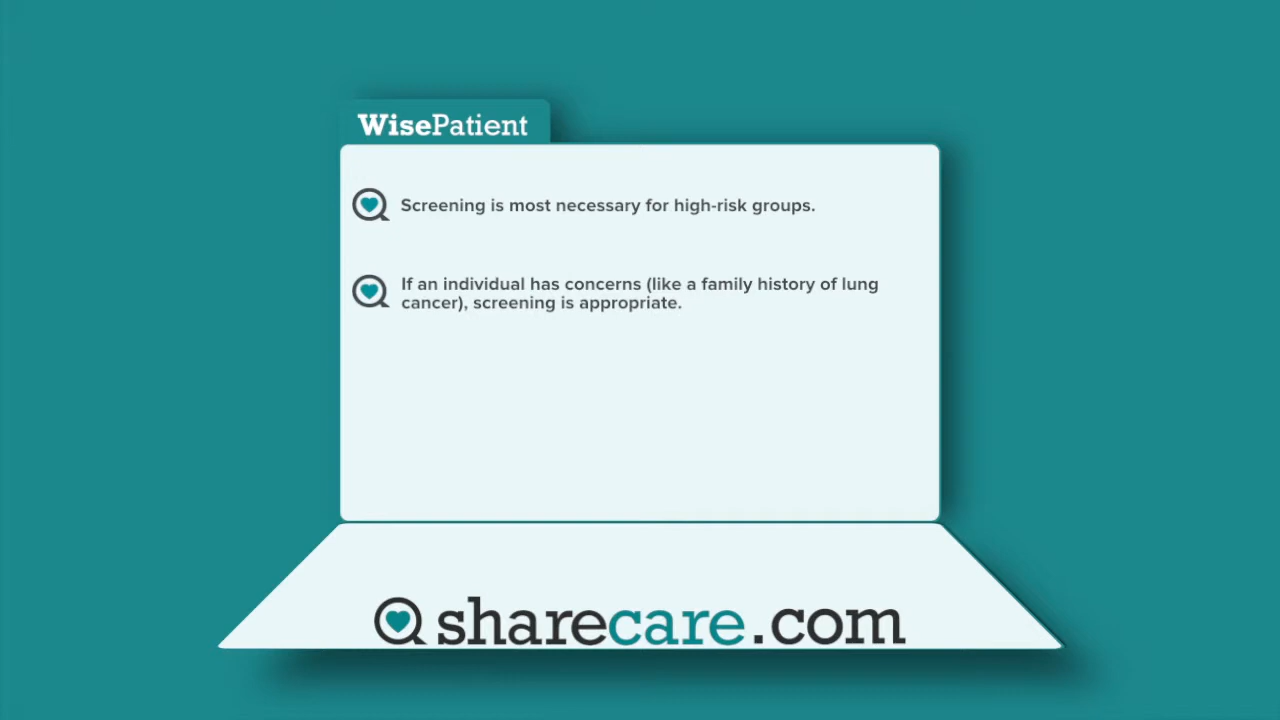 WisePatient
Screening is most necessary for high-risk groups.
If an individual has concerns (like a family history of lung
cancer), screening is appropriate.
sharecare.com